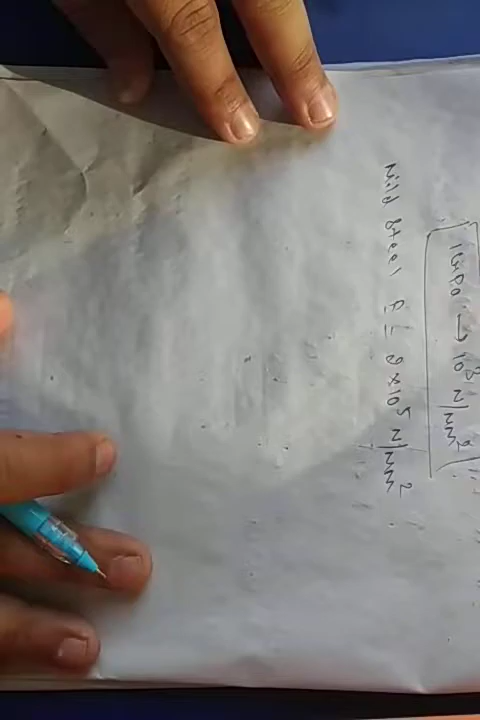 1GPa → 10³ N/mm²
Mild Steel E = 2×10⁵ N/mm²